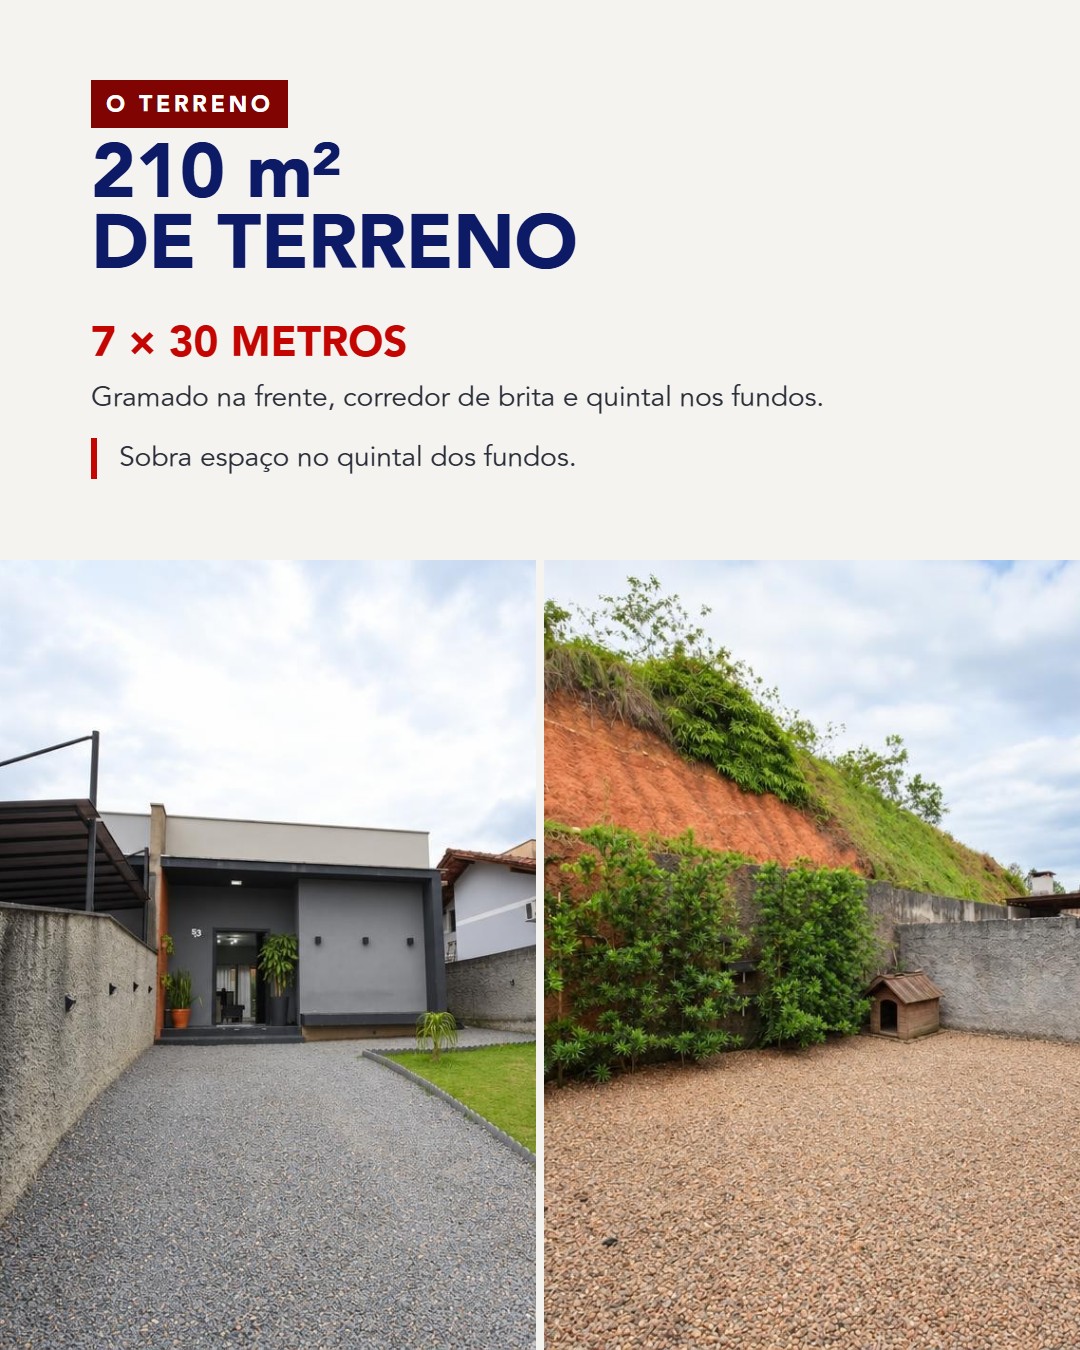 O TERRENO
210 m²
DE TERRENO
7 × 30 METROS
Gramado na frente, corredor de brita e quintal nos fundos.
Sobra espaço no quintal dos fundos.
53